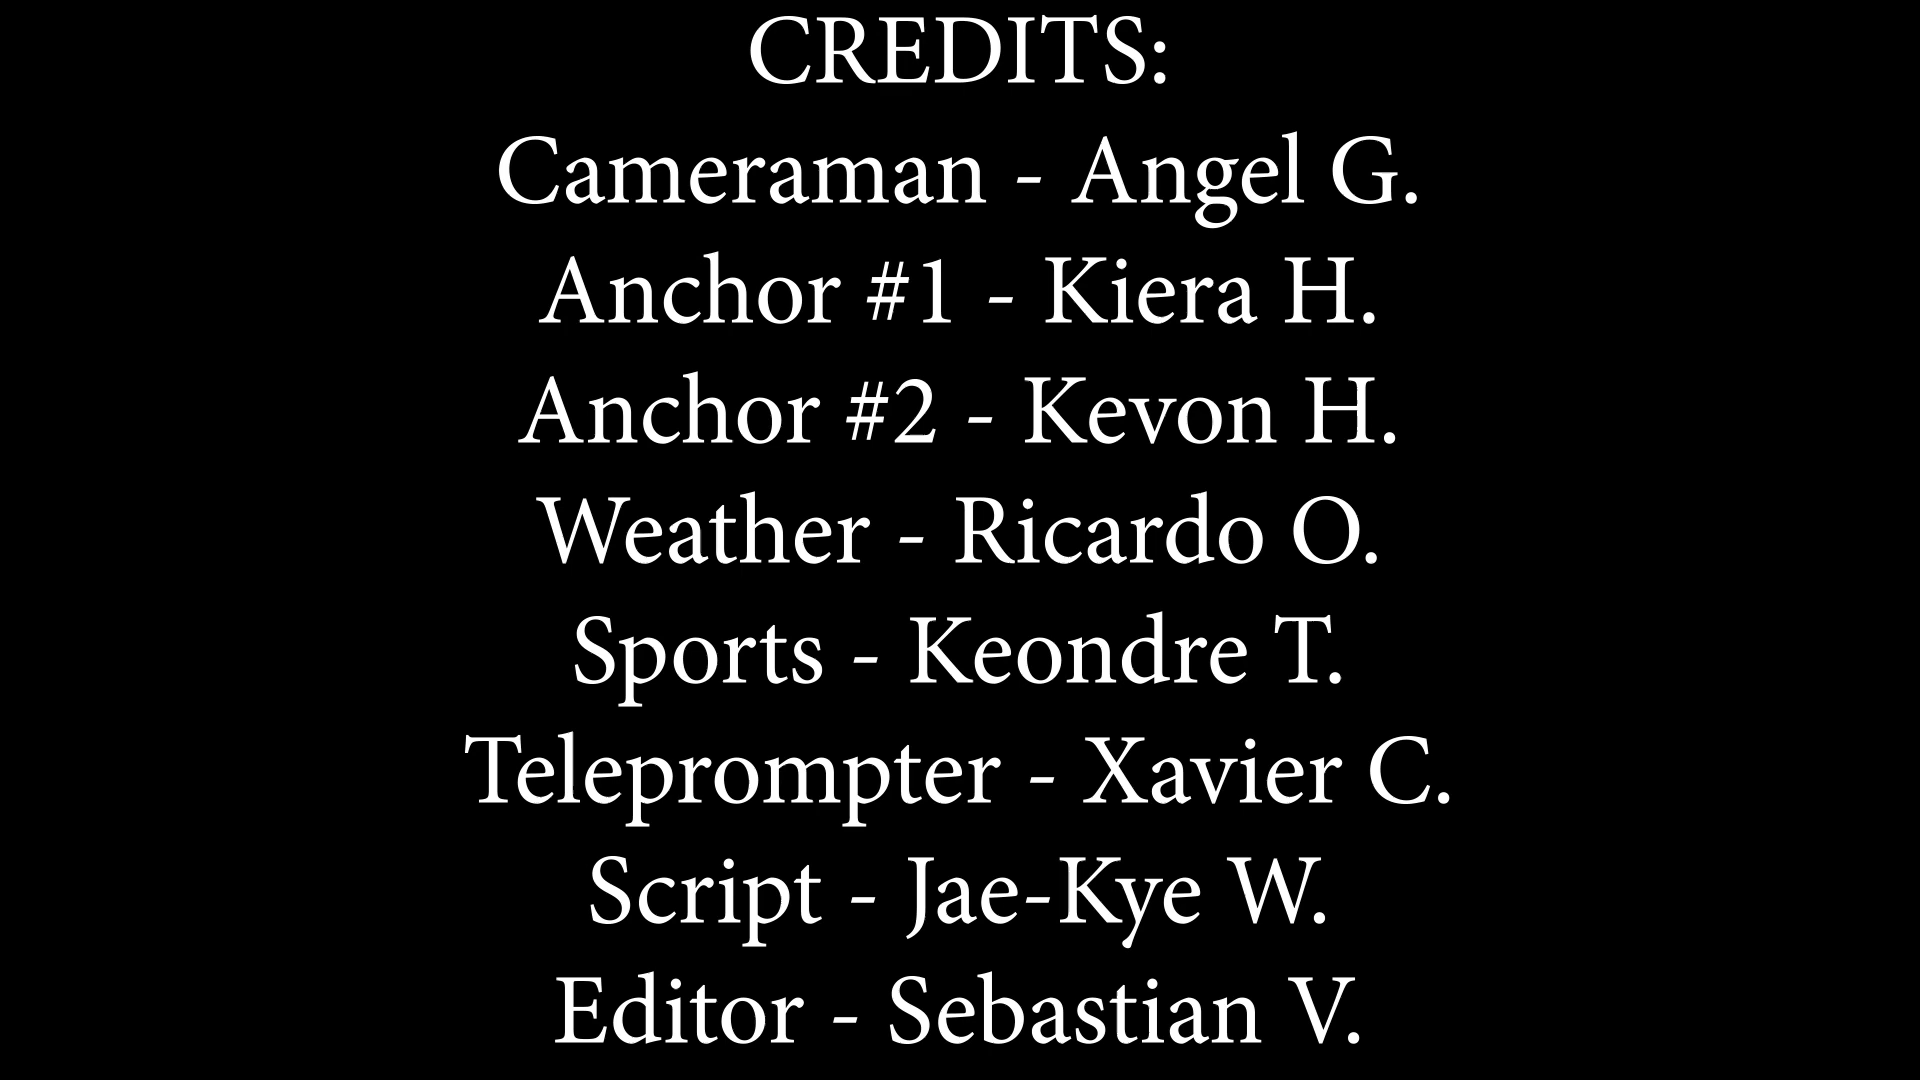 CREDITS:
Cameraman - Angel G.
Anchor #1 - Kiera H.
Anchor #2 - Kevon H.
Weather - Ricardo O.
Sports - Keondre T.
Teleprompter - Xavier C.
Script - Jae-Kye W.
Editor - Sebastian V.